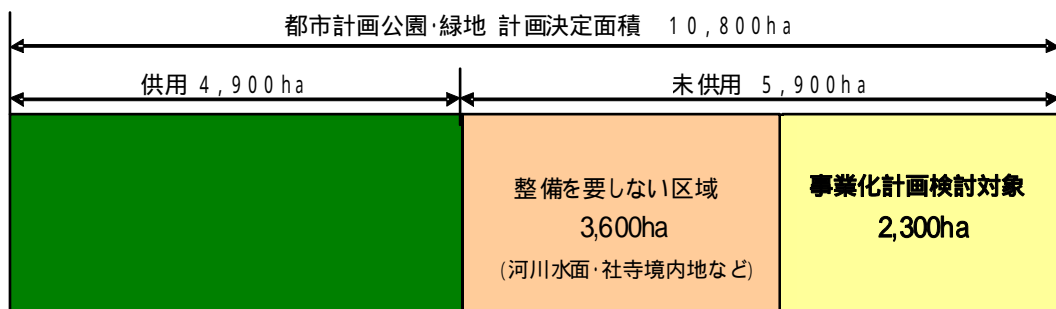 都市計画公園･緑地 計画決定面積 10,800ha
供用 4,900ha
未供用 5,900ha
整備を要しない区域
3,600ha
(河川水面･社寺境内地など)
事業化計画検討対象
2,300ha